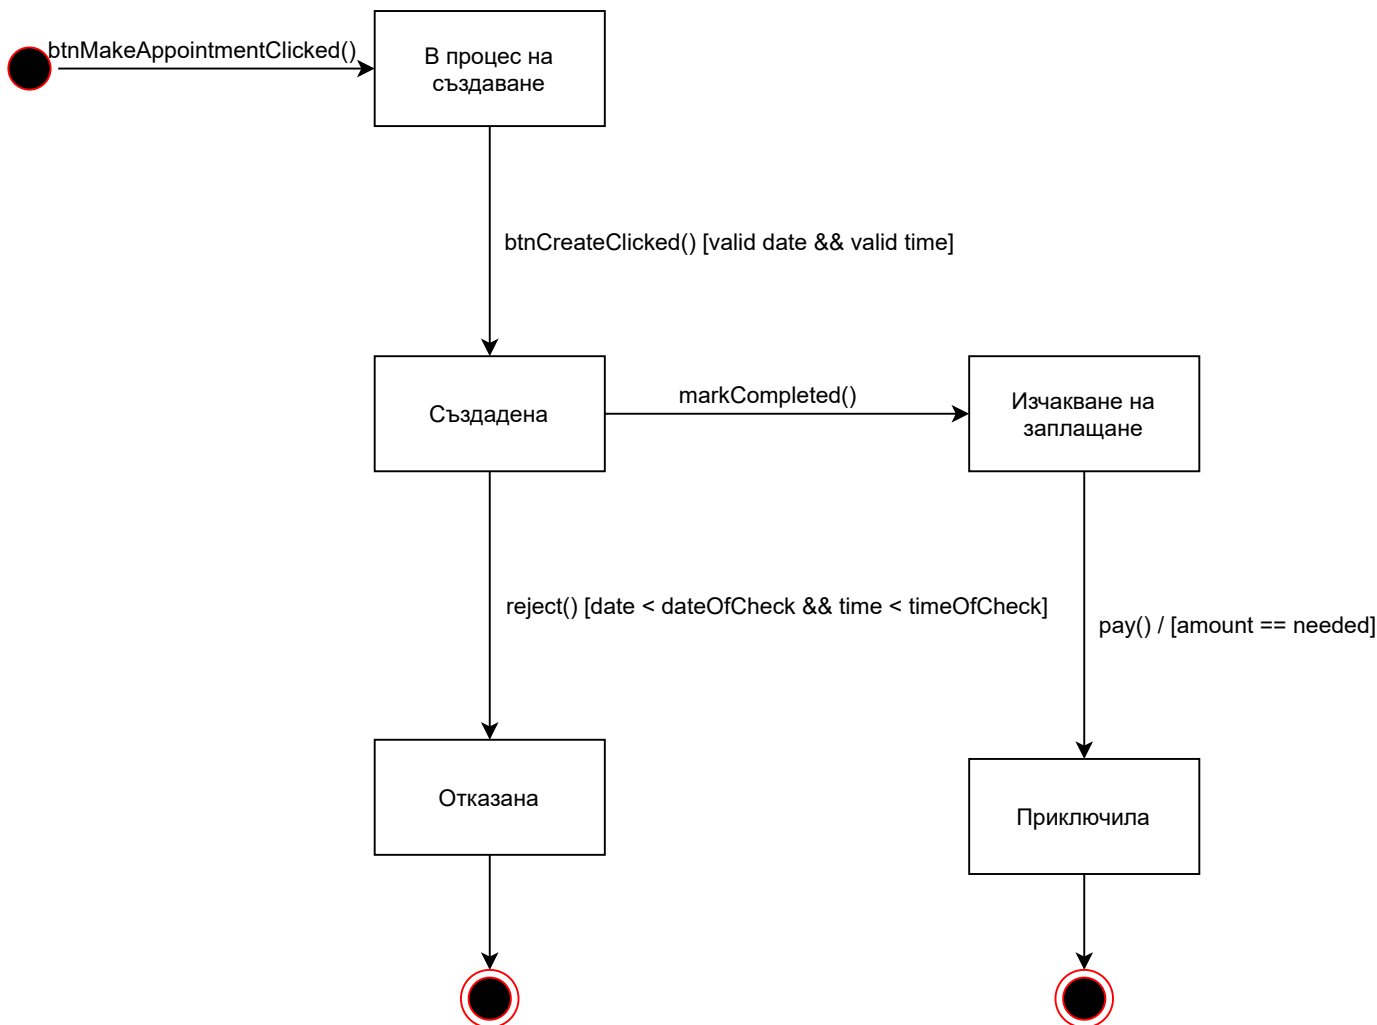 btnMakeAppointmentClicked()
В процес на
създаване
btnCreateClicked() [valid date && valid time]
Създадена
markCompleted()
Изчакване на
заплащане
reject() [date < dateOfCheck && time < timeOfCheck]
pay() / [amount == needed]
Отказана
Приключила